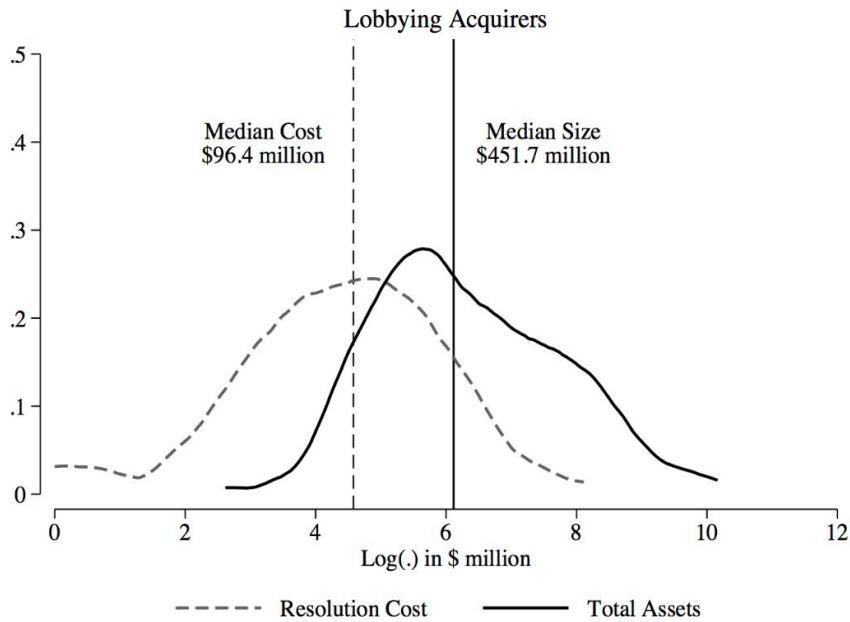 Lobbying Acquirers
.5
.4
.3
.2
.1
0
Median Cost
$96.4 million
Median Size
$451.7 million
0 2 4 6 8 10 12
Log(.) in $ million
Resolution Cost Total Assets